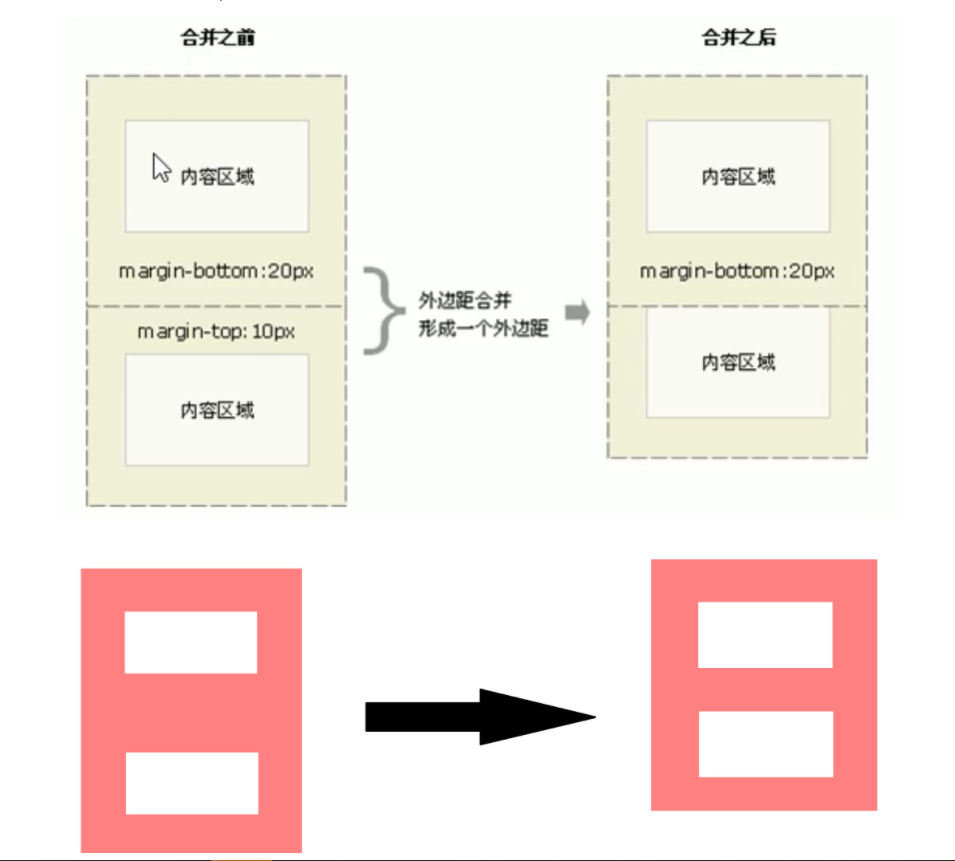 合并之前
合并之后
内容区域
margin-bottom:20px
margin-top:10px
内容区域
外边距合并
形成一个外边距
内容区域
margin-bottom:20px
内容区域